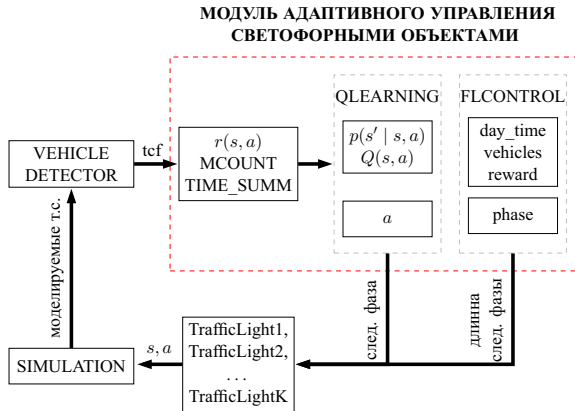 МОДУЛЬ АДАПТИВНОГО УПРАВЛЕНИЯ
СВЕТОФОРНЫМИ ОБЪЕКТАМИ
QLEARNING
FLCONTROL
VEHICLE
DETECTOR
tcf
r(s, a)
MCOUNT
TIME_SUMM
p(s′ | s, a)
Q(s, a)
a
day_time
vehicles
reward
phase
моделируемые т.с.
след. фаза
длинна
след. фазы
SIMULATION
s, a
TrafficLight1,
TrafficLight2,
...
TrafficLightK